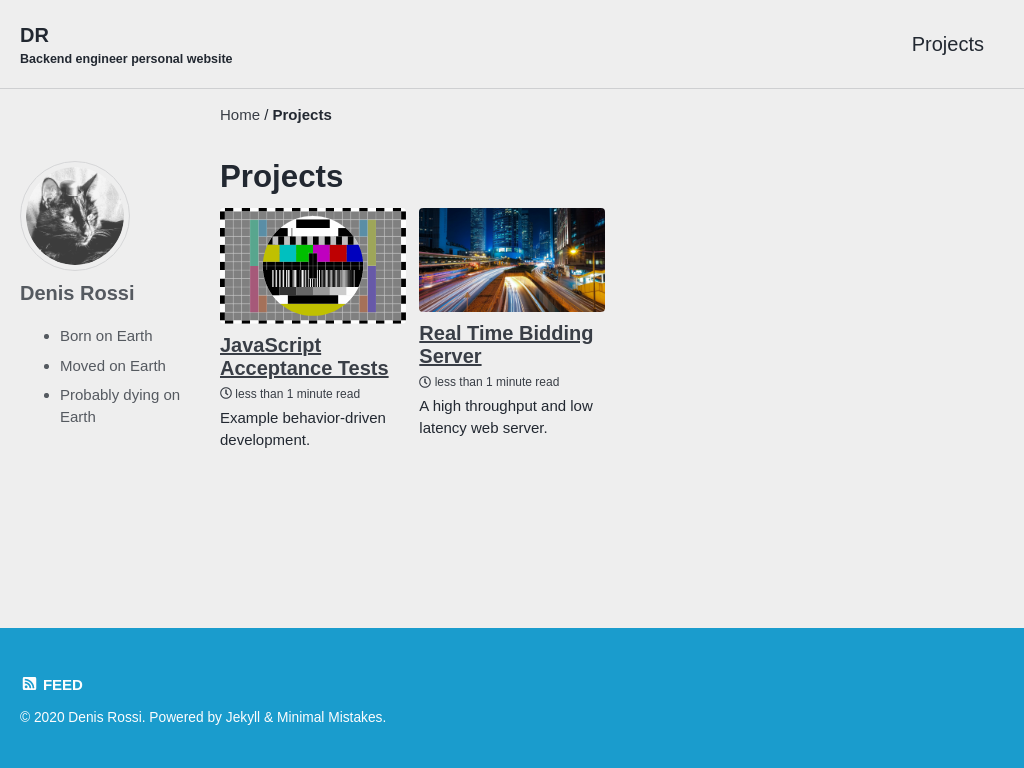 DR
Backend engineer personal website
Projects
Home / Projects
Projects
Denis Rossi
Born on Earth
Moved on Earth
Probably dying on
Earth
JavaScript
Acceptance Tests
less than 1 minute read
Example behavior-driven
development.
Real Time Bidding
Server
less than 1 minute read
A high throughput and low
latency web server.
FEED
© 2020 Denis Rossi. Powered by Jekyll & Minimal Mistakes.